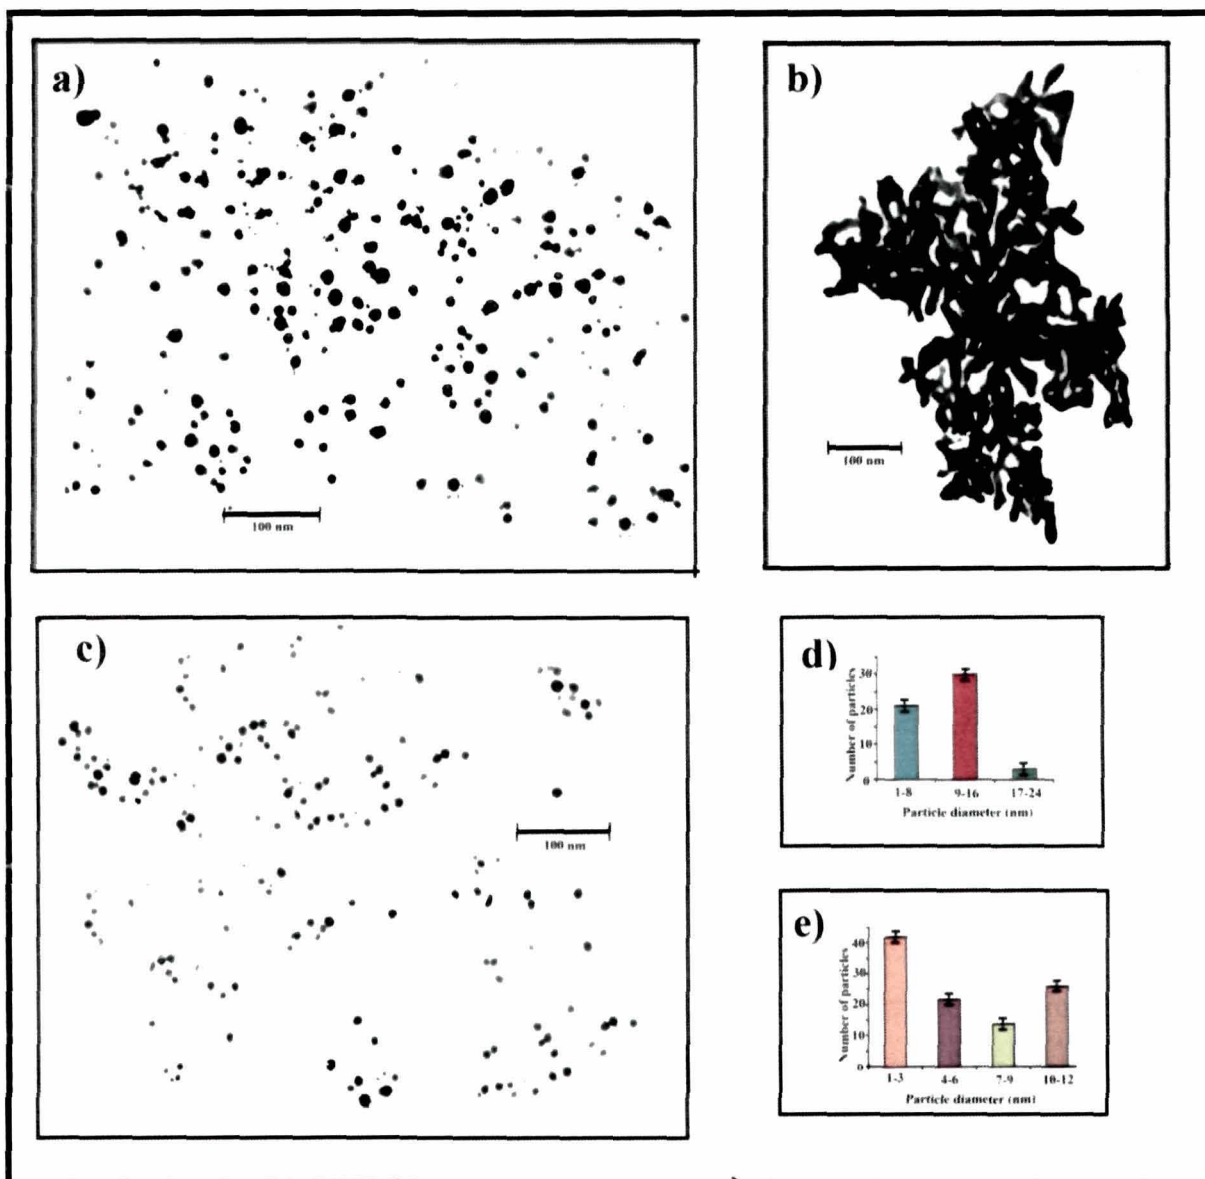 a)
100 nm
b)
100 nm
c)
100 nm
d)
Number of particles
30
20
10
0
1-8 9-16 17-24
Particle diameter (nm)
e)
Number of particles
40
30
20
10
0
1-3 4-6 7-9 10-12
Particle diameter (nm)